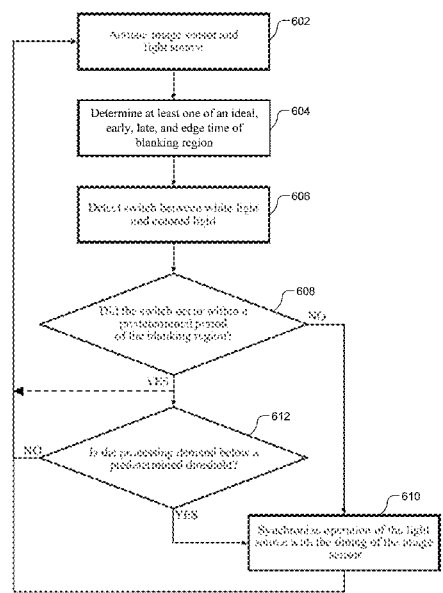 602
Actuate image sensor and
light source
604
Determine at least one of an ideal,
early, late, and edge time of
blanking region
606
Detect switch between white light
and colored light
608
Did the switch occur within a
predetermined period
of the blanking region?
NO
YES
612
Is the processing demand below a
predetermined threshold?
NO
YES
610
Synchronize operation of the light
source with the timing of the image
sensor